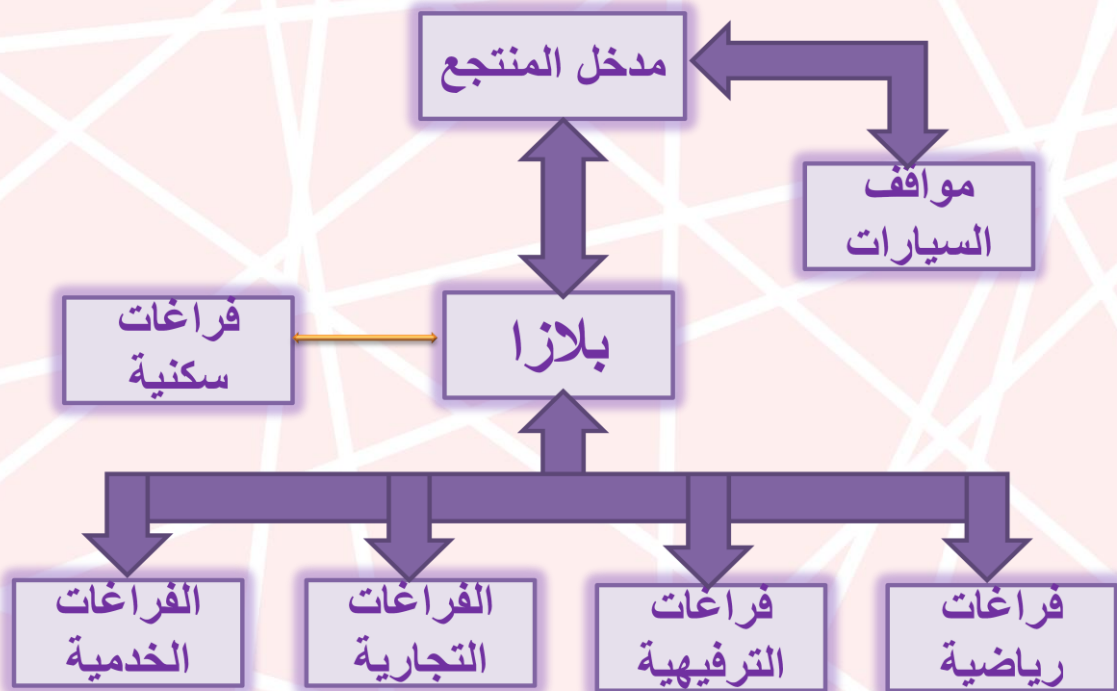 مدخل المنتجع
مواقف
السيارات
بلازا
فراغات
سكنية
فراغات
رياضية
فراغات
الترفيهية
الفراغات
التجارية
الفراغات
الخدمية